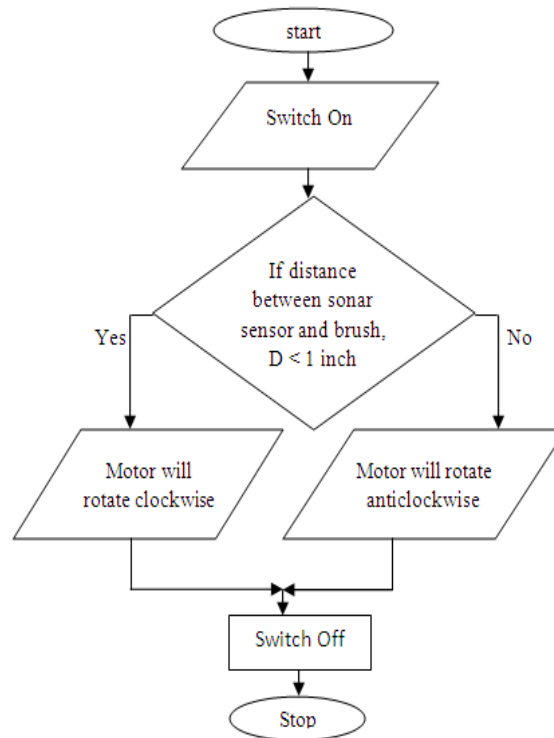 start
Switch On
If distance
between sonar
sensor and brush,
D < 1 inch
Yes
No
Motor will
rotate clockwise
Motor will rotate
anticlockwise
Switch Off
Stop